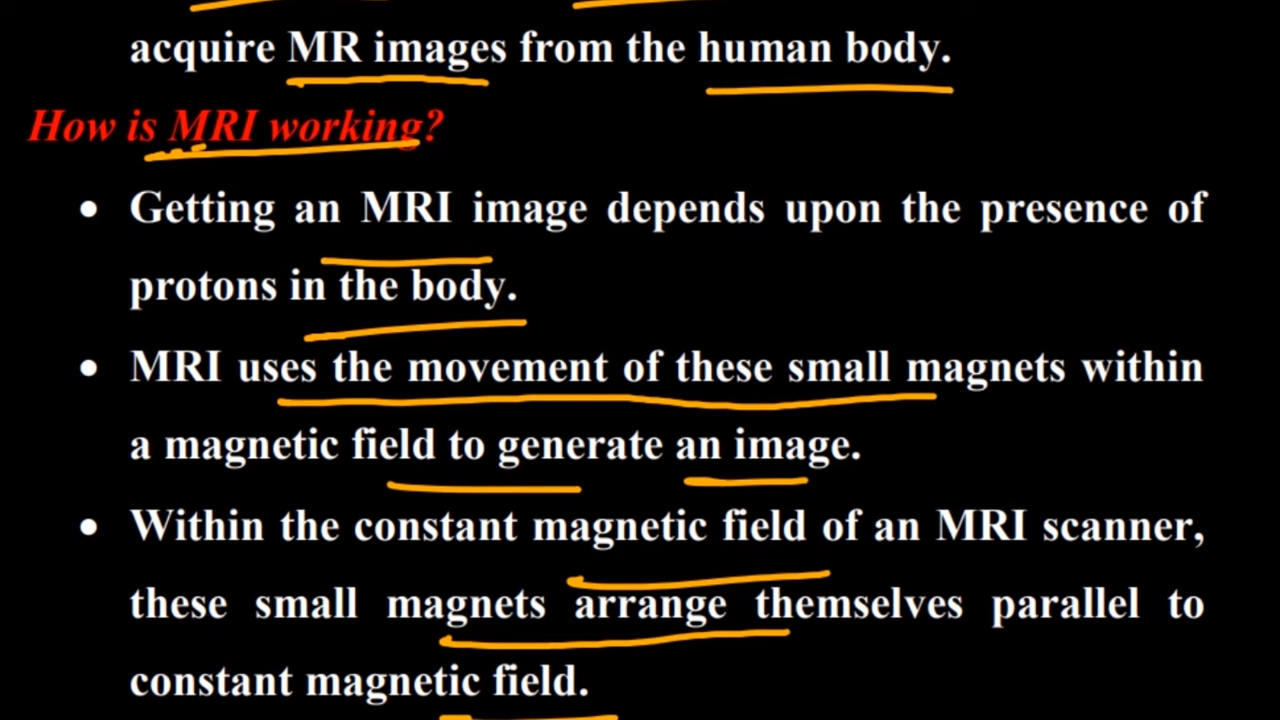 acquire MR images from the human body.
How is MRI working?
• Getting an MRI image depends upon the presence of
protons in the body.
• MRI uses the movement of these small magnets within
a magnetic field to generate an image.
• Within the constant magnetic field of an MRI scanner,
these small magnets arrange themselves parallel to
constant magnetic field.